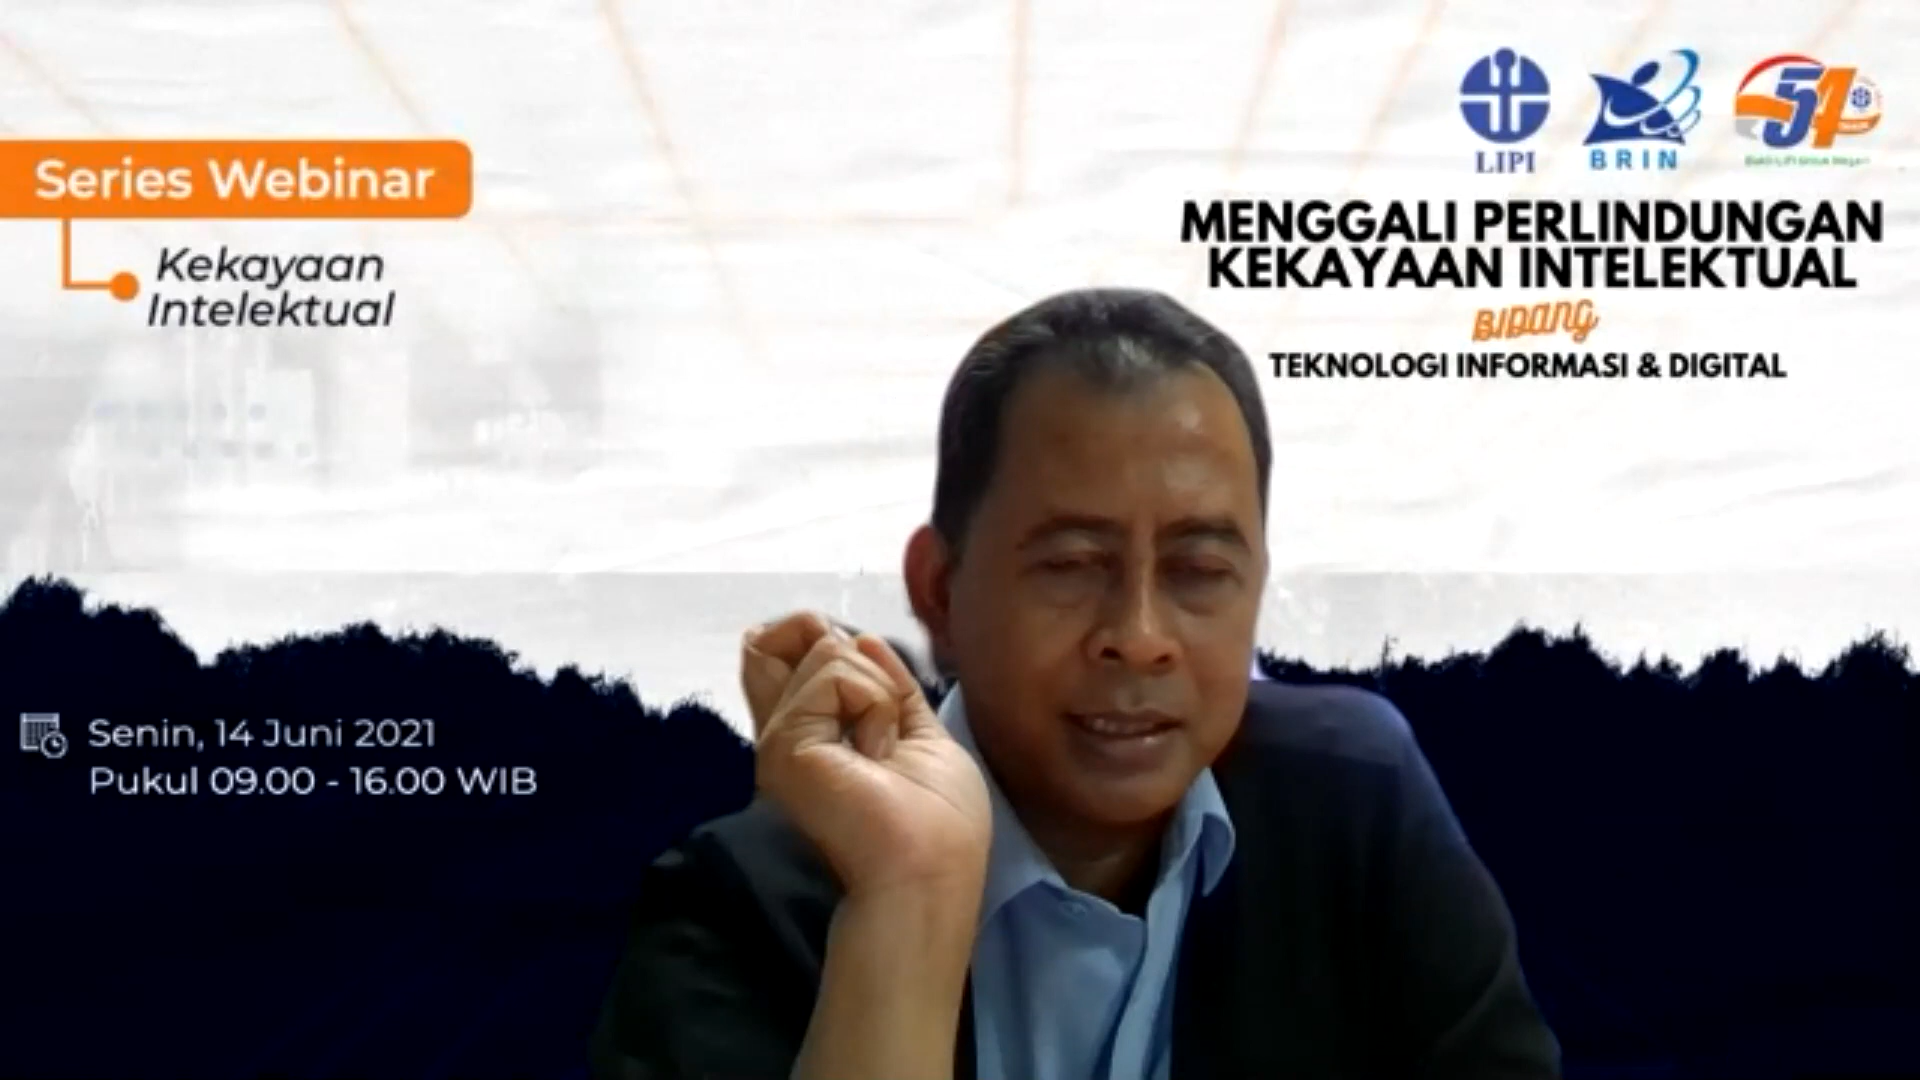 Series Webinar
Kekayaan
Intelektual
LIPI
BRIN
54
MENGGALI PERLINDUNGAN
KEKAYAAN INTELEKTUAL
BIDANG
TEKNOLOGI INFORMASI & DIGITAL
Senin, 14 Juni 2021
Pukul 09.00 - 16.00 WIB